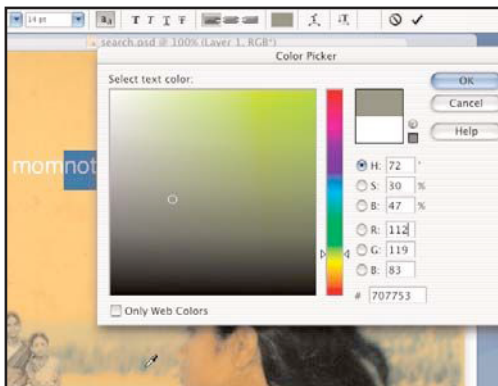 14 pt
aa T T T T
search.psd @ 100% (Layer 1, RGB*)
Color Picker
Select text color:
OK
Cancel
Help
H: 72 °
S: 30 %
B: 47 %
R: 112
G: 119
B: 83
# 707753
Only Web Colors
momnot